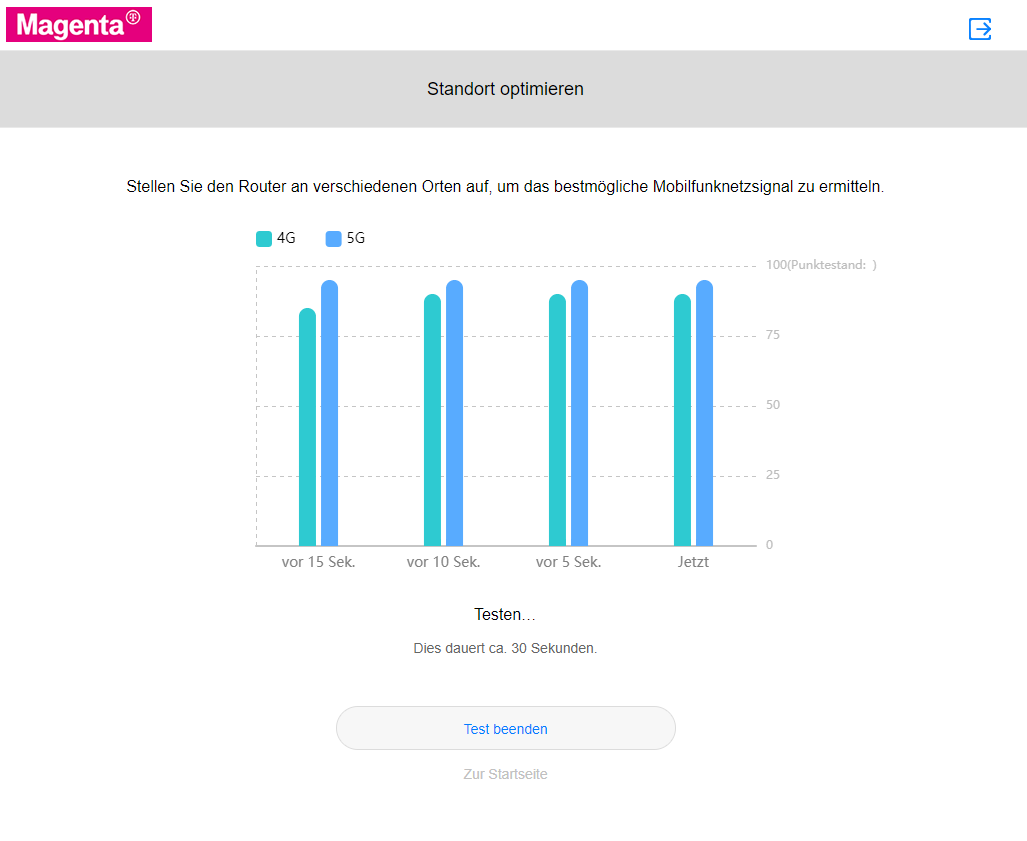 Magenta
Standort optimieren
Stellen Sie den Router an verschiedenen Orten auf, um das bestmögliche Mobilfunknetzsignal zu ermitteln.
4G 5G
100(Punktestand: )
75
50
25
0
vor 15 Sek. vor 10 Sek. vor 5 Sek. Jetzt
Testen…
Dies dauert ca. 30 Sekunden.
Test beenden
Zur Startseite